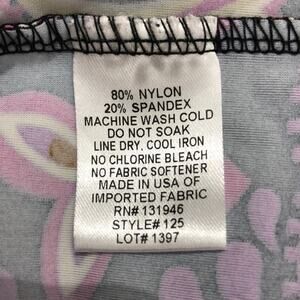 80% NYLON
20% SPANDEX
MACHINE WASH COLD
DO NOT SOAK
LINE DRY, COOL IRON
NO CHLORINE BLEACH
NO FABRIC SOFTENER
MADE IN USA OF
IMPORTED FABRIC
RN# 131946
STYLE# 125
LOT# 1397